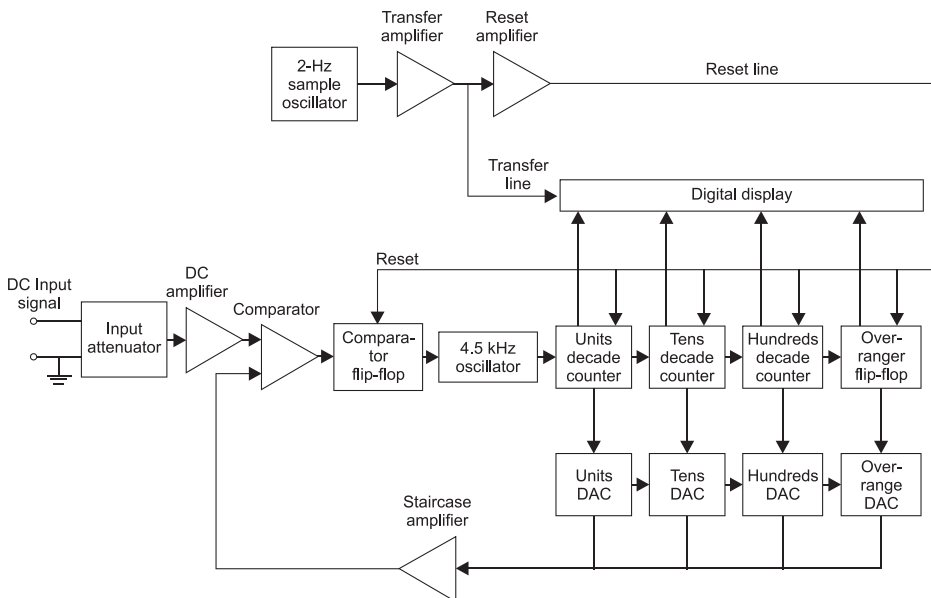 Transfer
amplifier
Reset
amplifier
2-Hz
sample
oscillator
Reset line
Transfer
line
Digital display
Reset
DC Input
signal
DC
amplifier
Comparator
Input
attenuator
Compara-
tor
flip-flop
4.5 kHz
oscillator
Units
decade
counter
Tens
decade
counter
Hundreds
decade
counter
Over-
ranger
flip-flop
Units
DAC
Tens
DAC
Hundreds
DAC
Over-
range
DAC
Staircase
amplifier